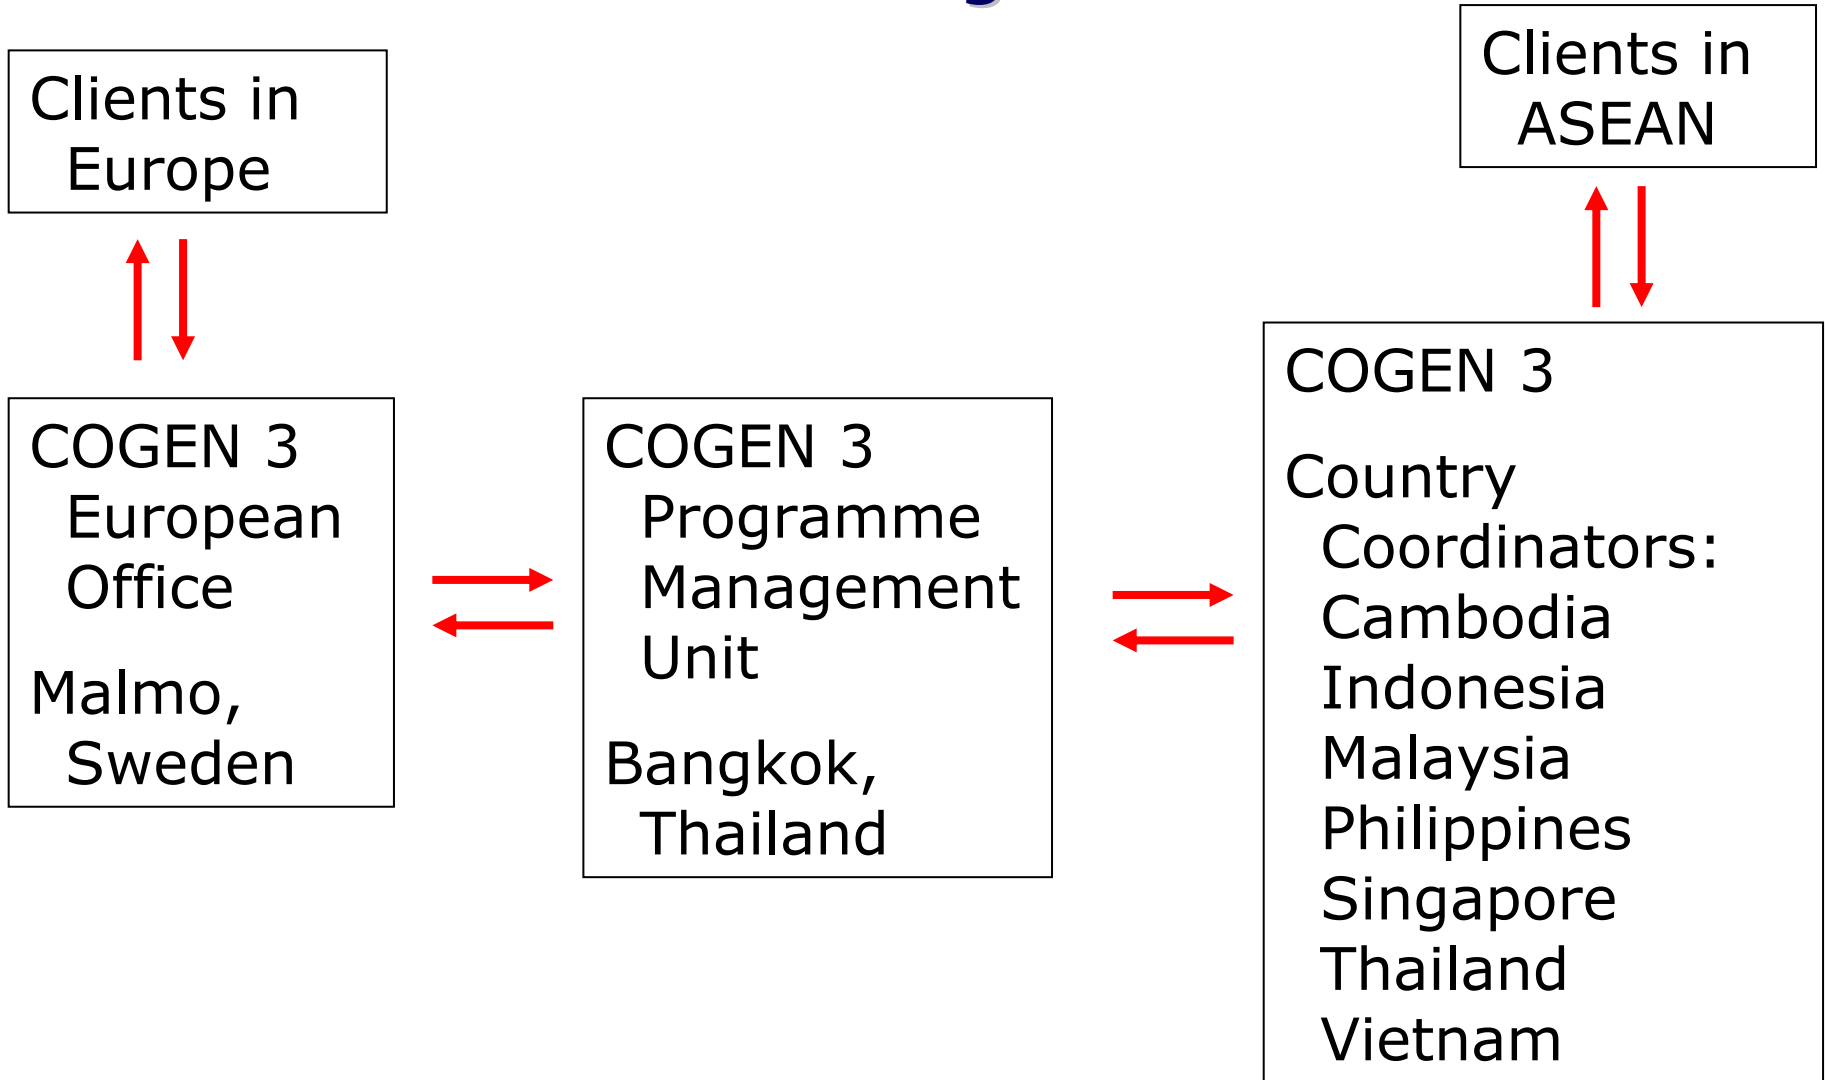 Clients in
Europe
Clients in
ASEAN
COGEN 3
European
Office
Malmo,
Sweden
COGEN 3
Programme
Management
Unit
Bangkok,
Thailand
COGEN 3
Country
Coordinators:
Cambodia
Indonesia
Malaysia
Philippines
Singapore
Thailand
Vietnam